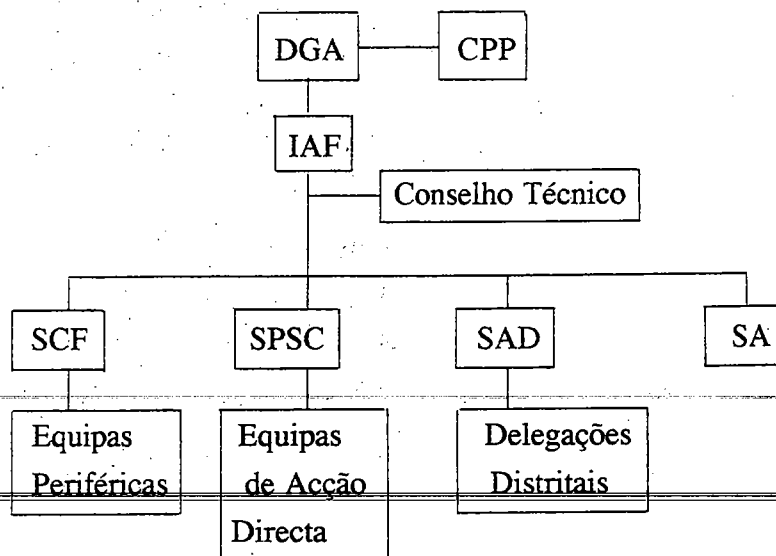 DGA CPP
IAF
Conselho Técnico
SCF SPSC SAD SA
Equipas
Periféricas
Equipas
de Acção
Directa
Delegações
Distritais